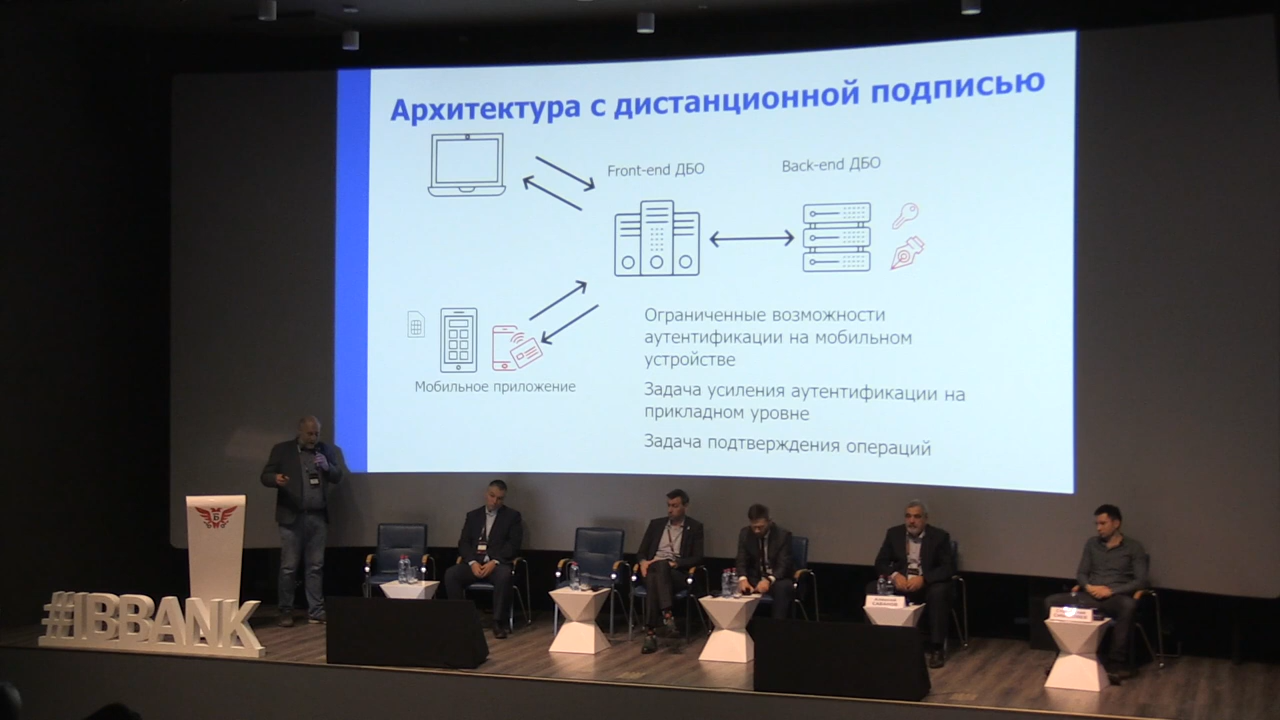 Архитектура с дистанционной подписью
Front-end ДБО
Back-end ДБО
Мобильное приложение
Ограниченные возможности
аутентификации на мобильном
устройстве
Задача усиления аутентификации на
прикладном уровне
Задача подтверждения операций
Б
#IBBANK